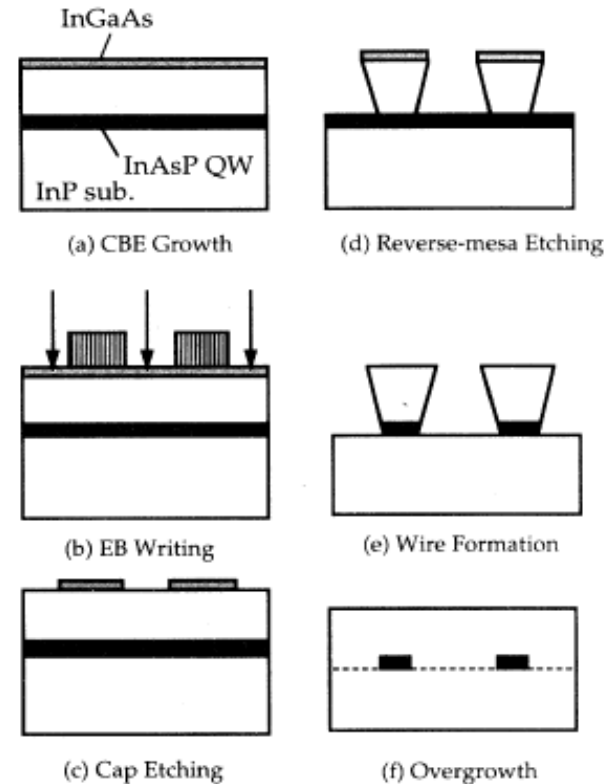 InGaAs
InAsP QW
InP sub.
(a) CBE Growth
(d) Reverse-mesa Etching
(b) EB Writing
(e) Wire Formation
(c) Cap Etching
(f) Overgrowth